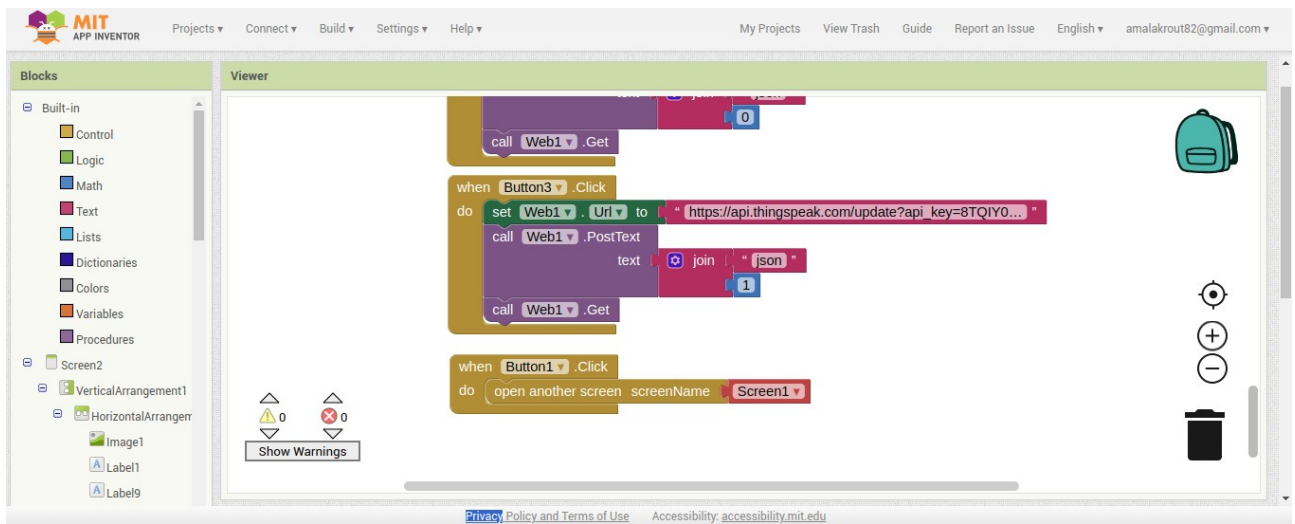 MIT
APP INVENTOR
Projects ▾ Connect ▾ Build ▾ Settings ▾ Help ▾ My Projects View Trash Guide Report an Issue English ▾ amalakrout82@gmail.com ▾
Blocks
Viewer
Built-in
Control
Logic
Math
Text
Lists
Dictionaries
Colors
Variables
Procedures
Screen2
VerticalArrangement1
HorizontalArrangem
Image1
Label1
Label9
0
call Web1 ▾ .Get
when Button3 ▾ .Click
do set Web1 ▾ . Url ▾ to " https://api.thingspeak.com/update?api_key=8TQIY0... "
call Web1 ▾ .PostText
text join " json "
1
call Web1 ▾ .Get
when Button1 ▾ .Click
do open another screen screenName Screen1 ▾
0 0
Show Warnings
Privacy Policy and Terms of Use Accessibility: accessibility.mit.edu